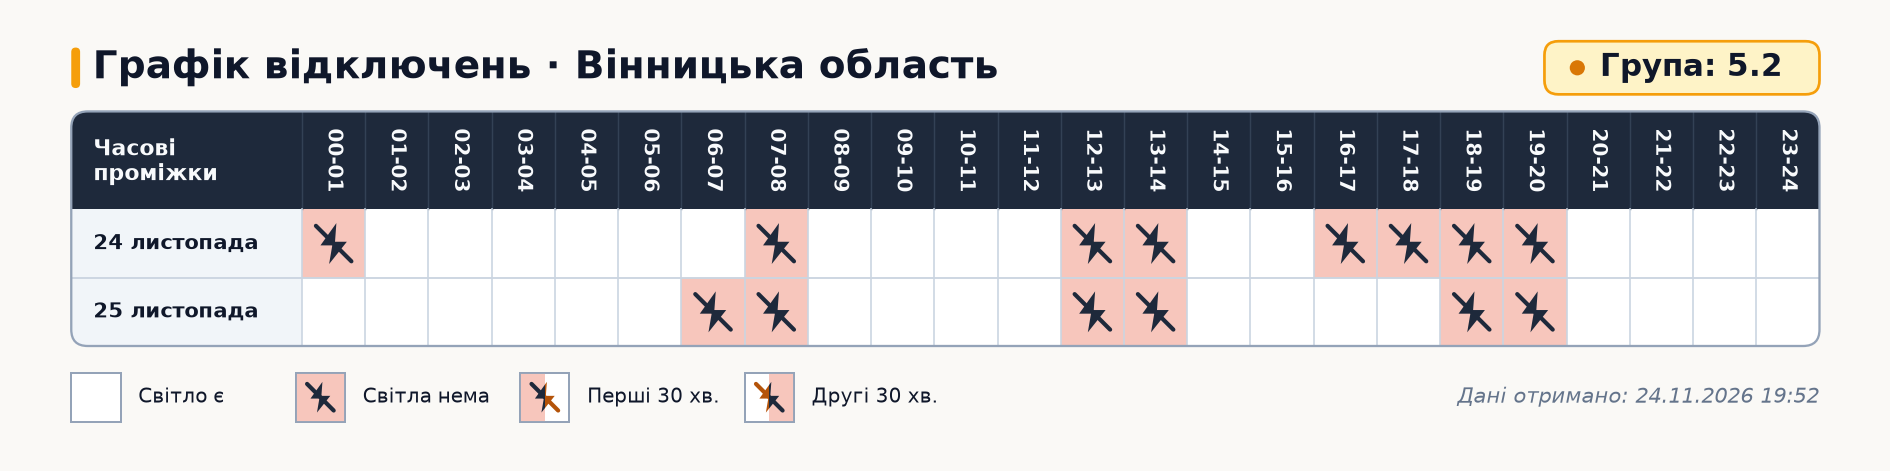 Графік відключень · Вінницька область
Група: 5.2
Часові
проміжки
00-01 01-02 02-03 03-04 04-05 05-06 06-07 07-08 08-09 09-10 10-11 11-12 12-13 13-14 14-15 15-16 16-17 17-18 18-19 19-20 20-21 21-22 22-23 23-24
24 листопада
25 листопада
Світло є
Світла нема
Перші 30 хв.
Другі 30 хв.
Дані отримано: 24.11.2026 19:52